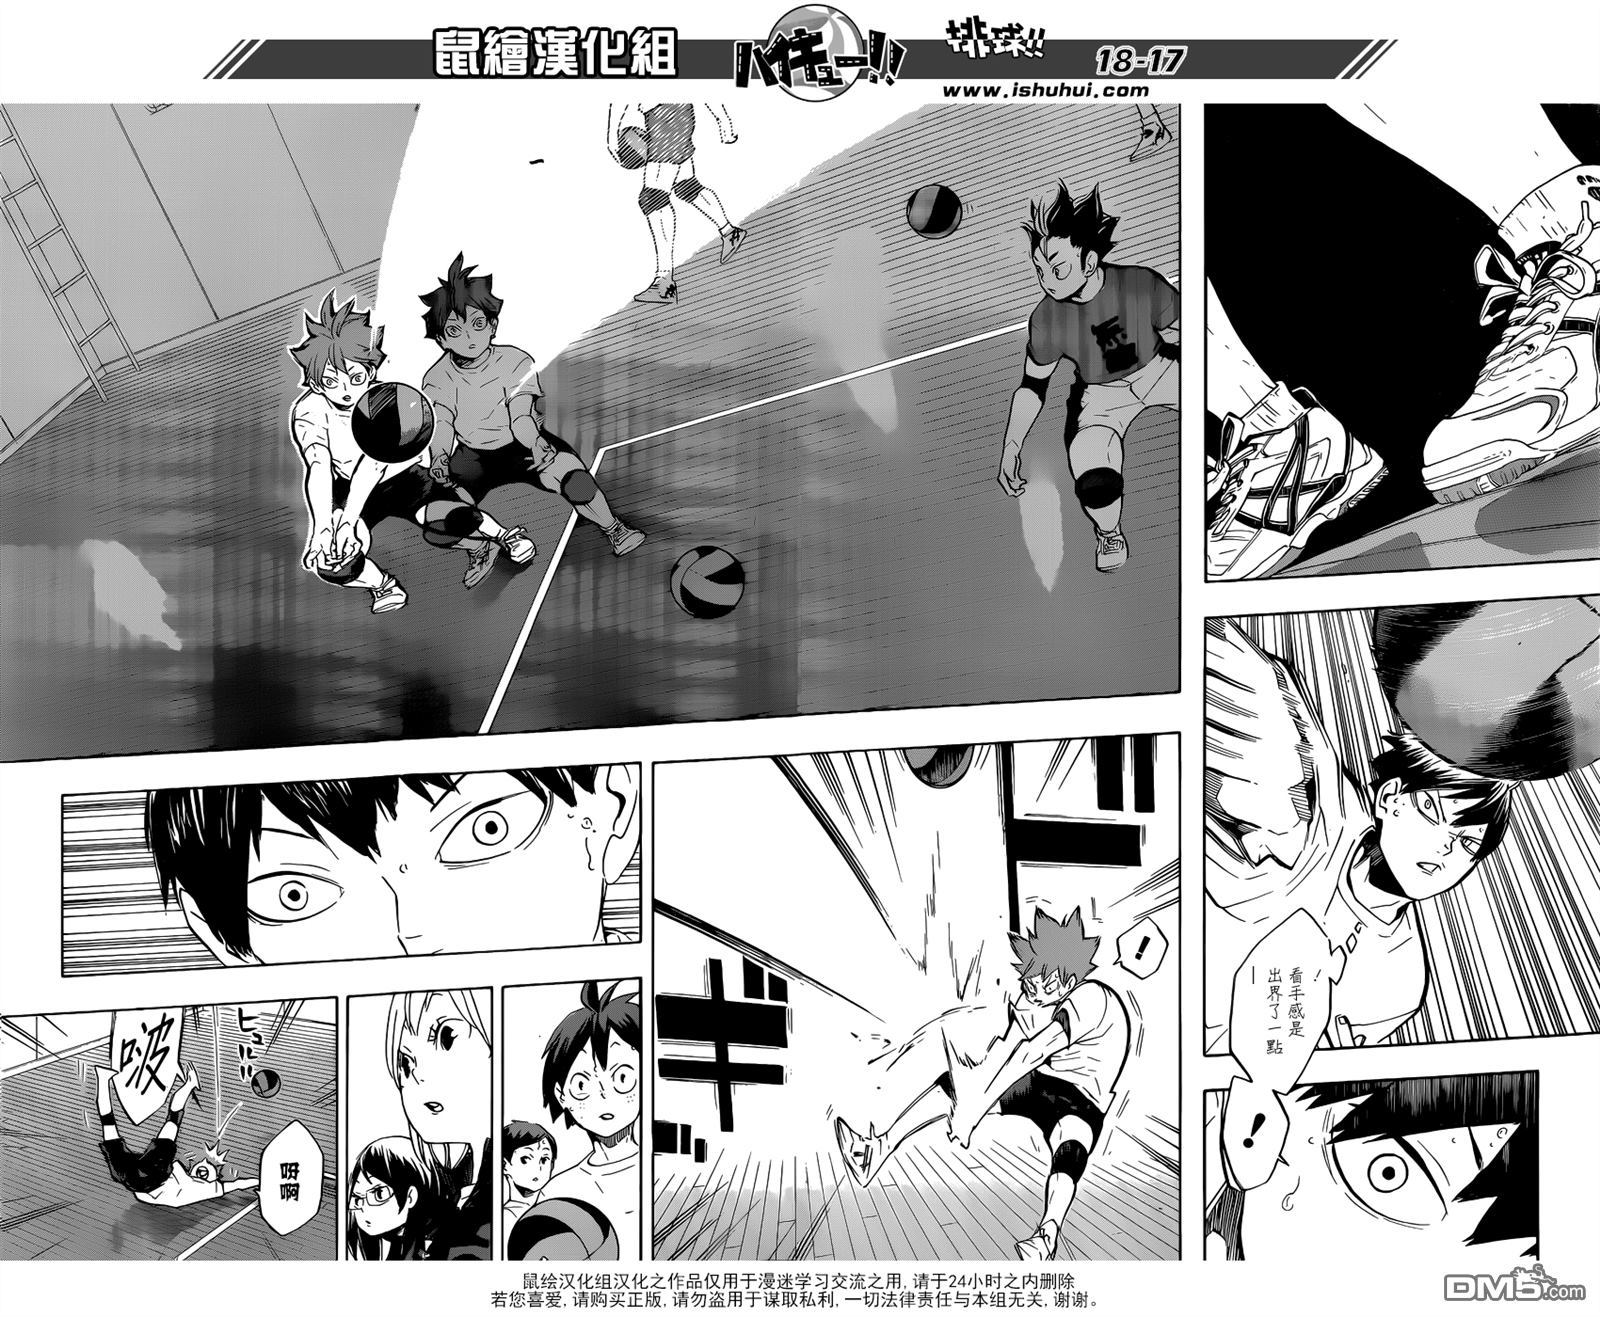 鼠繪漢化組
ハイキュー!!
排球!!
18-17
www.ishuhui.com
!
看手感是
出界了一點
—
!
!
ヒュルル
啵
呀啊
鼠绘汉化组汉化之作品仅用于漫迷学习交流之用,请于24小时之内删除
若您喜爱,请购买正版,请勿盗用于谋取私利,一切法律责任与本组无关,谢谢。
DM5.com